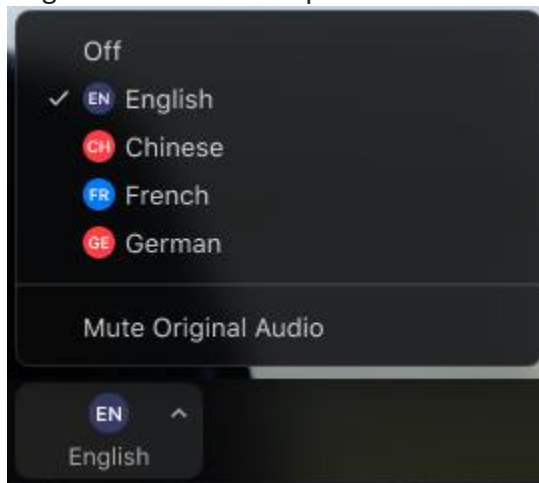 Off
EN English
CH Chinese
FR French
GE German
Mute Original Audio
EN
English